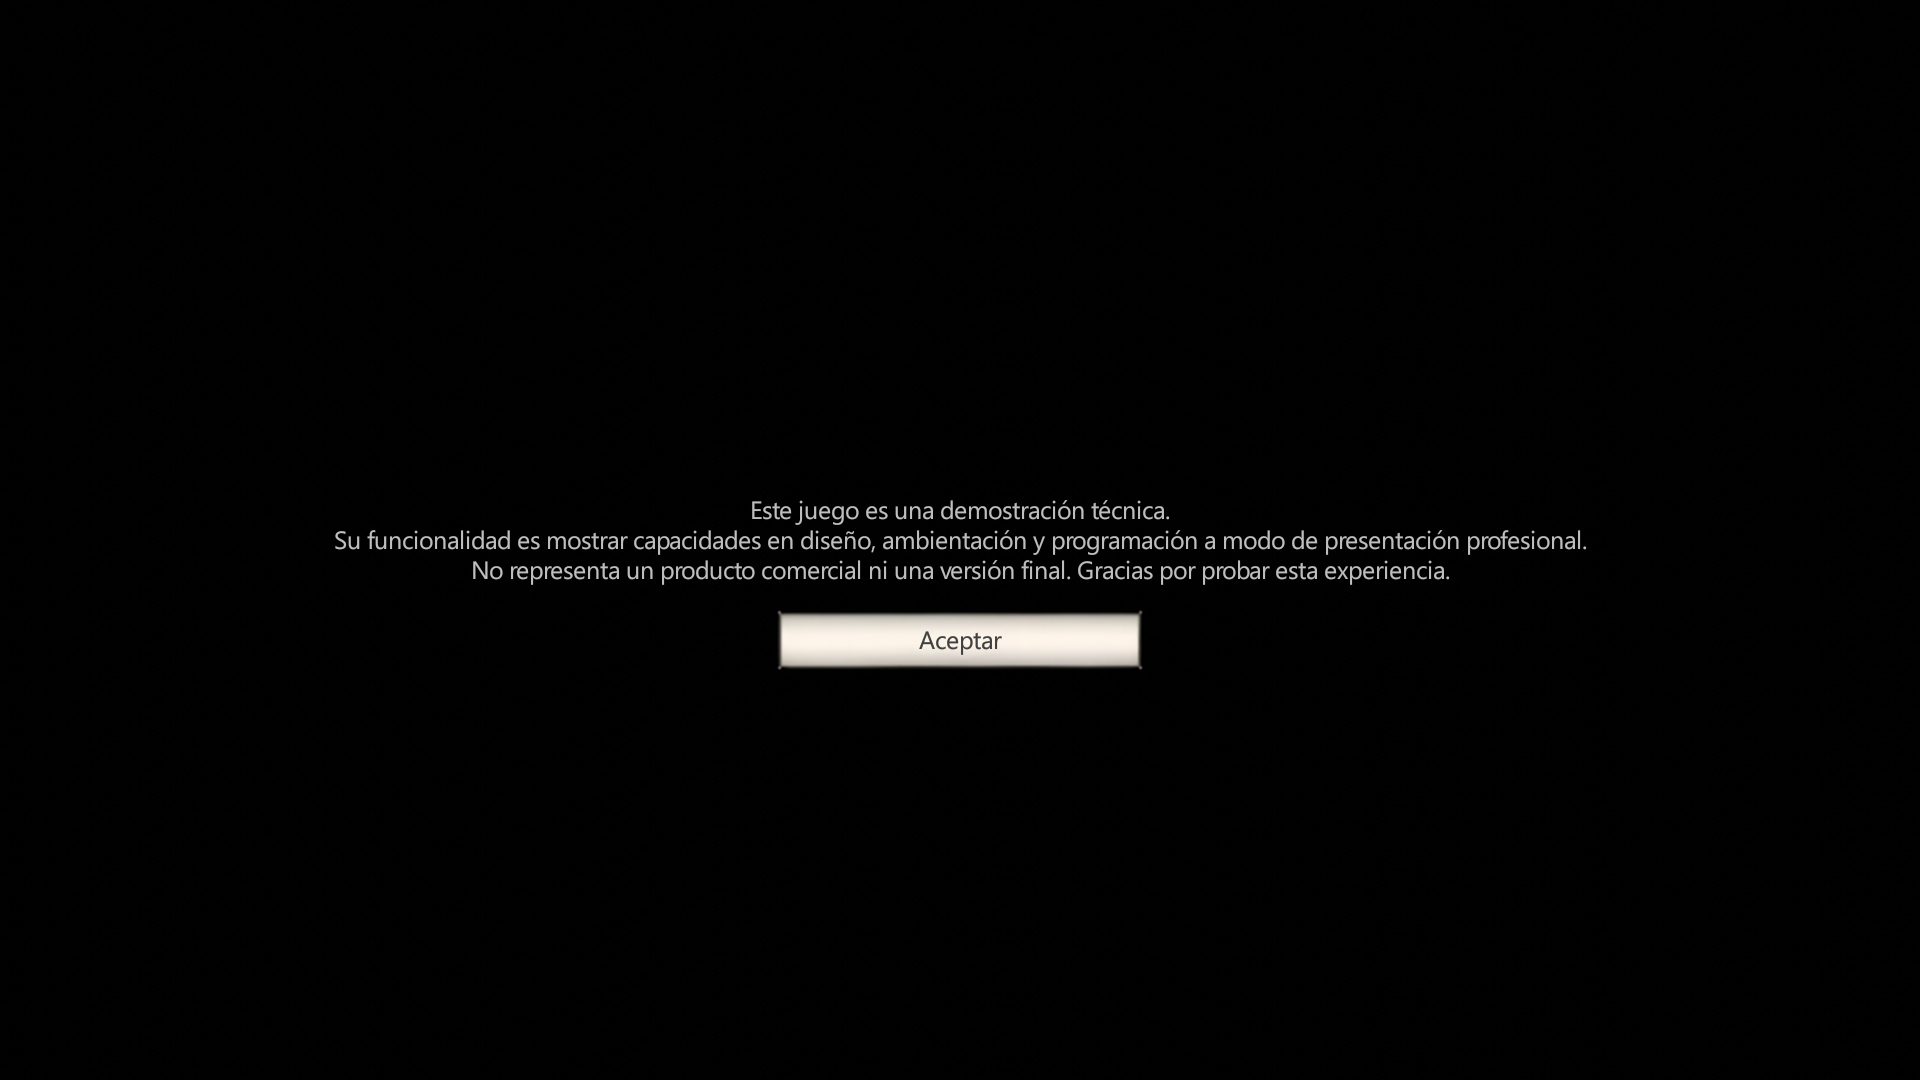 Este juego es una demostración técnica.
Su funcionalidad es mostrar capacidades en diseño, ambientación y programación a modo de presentación profesional.
No representa un producto comercial ni una versión final. Gracias por probar esta experiencia.
Aceptar